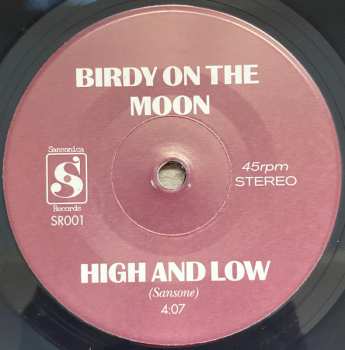 BIRDY ON THE
MOON
Sansonica
S
Records
SR001
45rpm
STEREO
HIGH AND LOW
(Sansone)
4:07